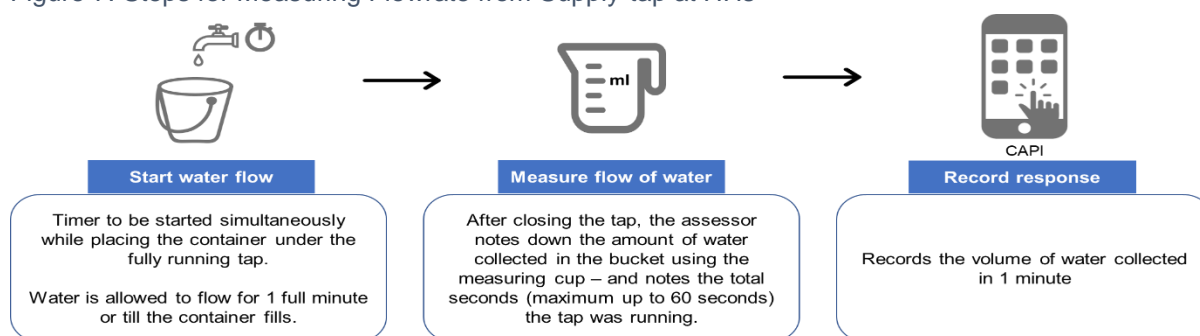 ml
CAPI
Start water flow
Timer to be started simultaneously
while placing the container under the
fully running tap.
Water is allowed to flow for 1 full minute
or till the container fills.
Measure flow of water
After closing the tap, the assessor
notes down the amount of water
collected in the bucket using the
measuring cup – and notes the total
seconds (maximum up to 60 seconds)
the tap was running.
Record response
Records the volume of water collected
in 1 minute